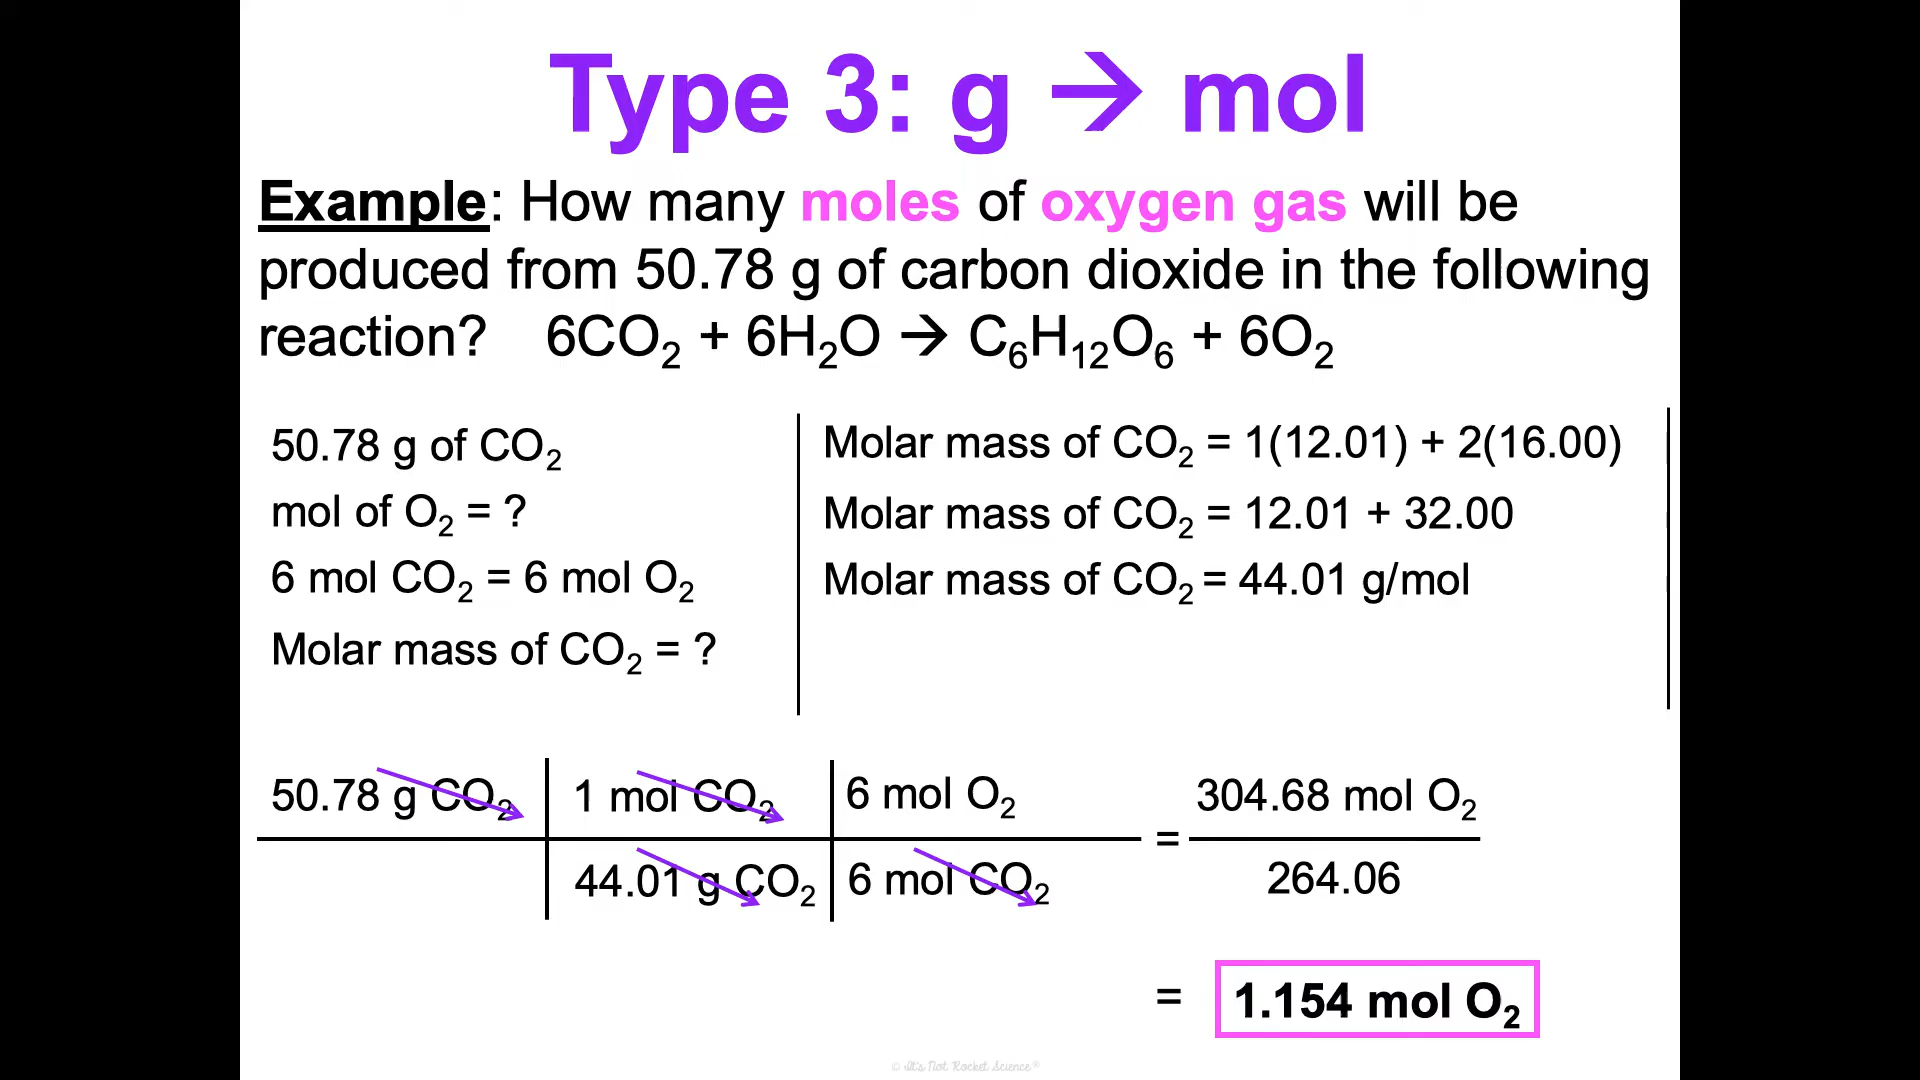 Type 3: g → mol
Example: How many moles of oxygen gas will be
produced from 50.78 g of carbon dioxide in the following
reaction? 6CO₂ + 6H₂O → C₆H₁₂O₆ + 6O₂
50.78 g of CO₂
mol of O₂ = ?
6 mol CO₂ = 6 mol O₂
Molar mass of CO₂ = ?
Molar mass of CO₂ = 1(12.01) + 2(16.00)
Molar mass of CO₂ = 12.01 + 32.00
Molar mass of CO₂ = 44.01 g/mol
50.78 g CO₂ 1 mol CO₂ 6 mol O₂ = 304.68 mol O₂
44.01 g CO₂ 6 mol CO₂ 264.06
= 1.154 mol O₂
© It's Not Rocket Science®